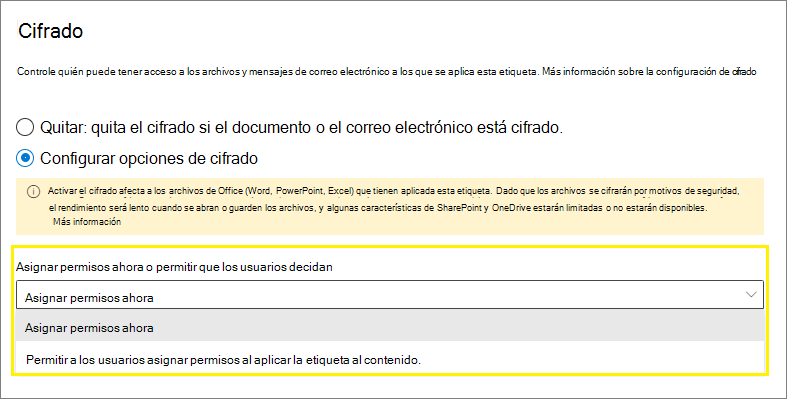 Cifrado
Controle quién puede tener acceso a los archivos y mensajes de correo electrónico a los que se aplica esta etiqueta. Más información sobre la configuración de cifrado
Quitar: quita el cifrado si el documento o el correo electrónico está cifrado.
Configurar opciones de cifrado
Activar el cifrado afecta a los archivos de Office (Word, PowerPoint, Excel) que tienen aplicada esta etiqueta. Dado que los archivos se cifrarán por motivos de seguridad,
el rendimiento será lento cuando se abran o guarden los archivos, y algunas características de SharePoint y OneDrive estarán limitadas o no estarán disponibles.
Más información
Asignar permisos ahora o permitir que los usuarios decidan
Asignar permisos ahora
Asignar permisos ahora
Permitir a los usuarios asignar permisos al aplicar la etiqueta al contenido.